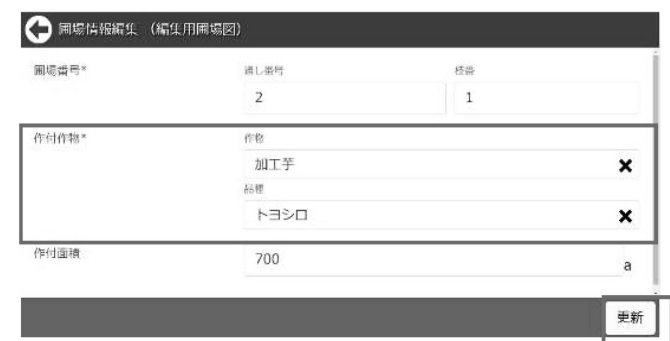 圃場情報編集 (編集用圃場図)
圃場番号*
通し番号 枝番
2 1
作付作物*
作物
加工芋 ×
品種
トヨシロ ×
作付面積
700 a
更新